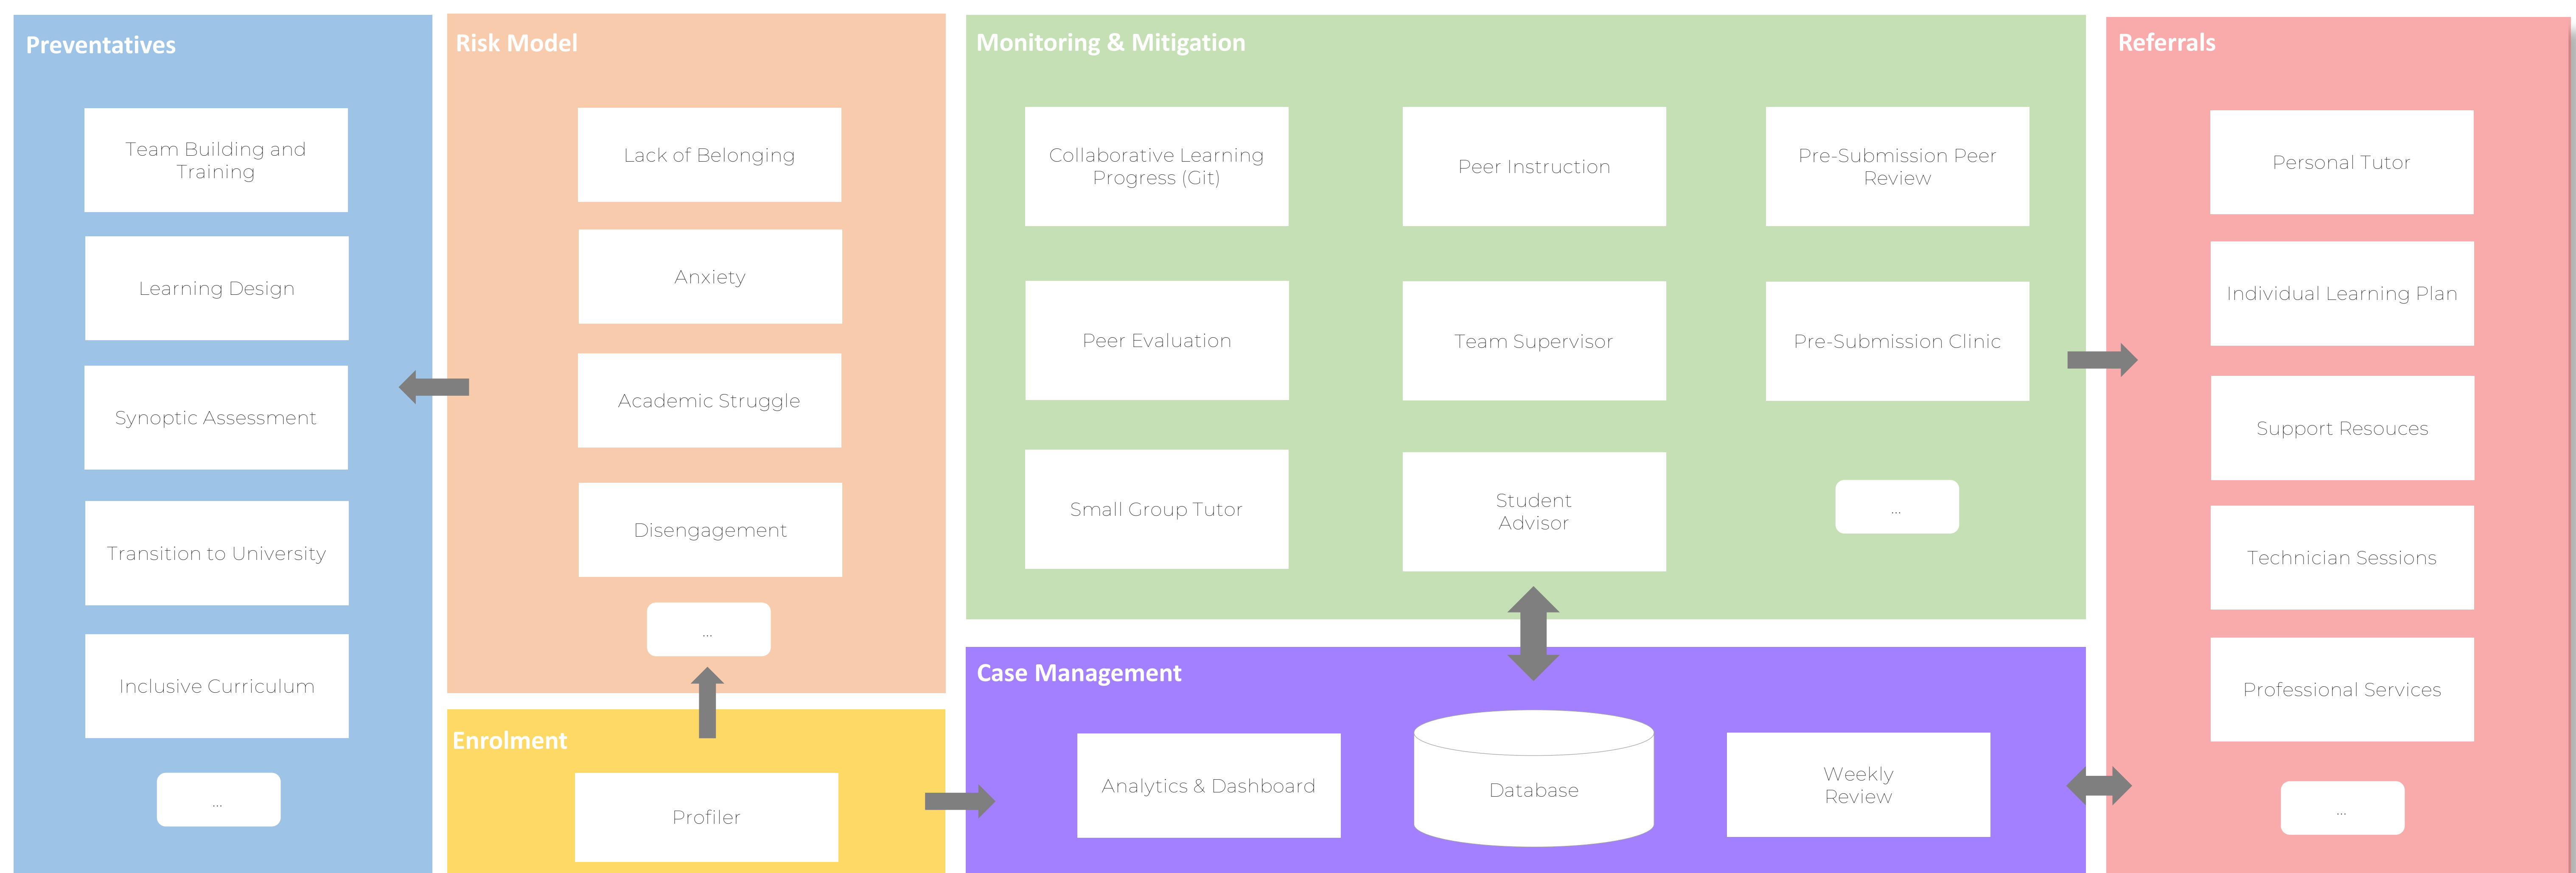 Preventatives
Team Building and
Training
Learning Design
Synoptic Assessment
Transition to University
Inclusive Curriculum
...
Risk Model
Lack of Belonging
Anxiety
Academic Struggle
Disengagement
...
Enrolment
Profiler
Monitoring & Mitigation
Collaborative Learning
Progress (Git)
Peer Instruction
Pre-Submission Peer
Review
Peer Evaluation
Team Supervisor
Pre-Submission Clinic
Small Group Tutor
Student
Advisor
...
Case Management
Analytics & Dashboard
Database
Weekly
Review
Referrals
Personal Tutor
Individual Learning Plan
Support Resouces
Technician Sessions
Professional Services
...